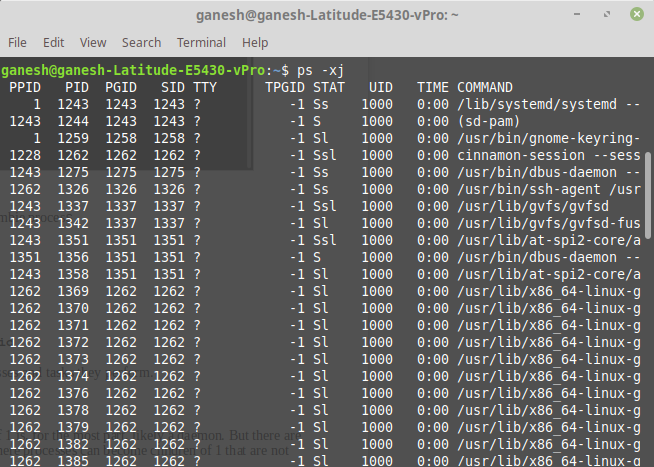 ganesh@ganesh-Latitude-E5430-vPro: ~
File Edit View Search Terminal Help
ganesh@ganesh-Latitude-E5430-vPro:~$ ps -xj
PPID PID PGID SID TTY TPGID STAT UID TIME COMMAND
1 1243 1243 1243 ? -1 Ss 1000 0:00 /lib/systemd/systemd --
1243 1244 1243 1243 ? -1 S 1000 0:00 (sd-pam)
1 1259 1258 1258 ? -1 Sl 1000 0:00 /usr/bin/gnome-keyring-
1228 1262 1262 1262 ? -1 Ssl 1000 0:00 cinnamon-session --sess
1243 1275 1275 1275 ? -1 Ss 1000 0:00 /usr/bin/dbus-daemon --
1262 1326 1326 1326 ? -1 Ss 1000 0:00 /usr/bin/ssh-agent /usr
1243 1337 1337 1337 ? -1 Ssl 1000 0:00 /usr/lib/gvfs/gvfsd
1243 1342 1337 1337 ? -1 Sl 1000 0:00 /usr/lib/gvfs/gvfsd-fus
1243 1351 1351 1351 ? -1 Ssl 1000 0:00 /usr/lib/at-spi2-core/a
1351 1356 1351 1351 ? -1 S 1000 0:00 /usr/bin/dbus-daemon --
1243 1358 1351 1351 ? -1 Sl 1000 0:00 /usr/lib/at-spi2-core/a
1262 1369 1262 1262 ? -1 Sl 1000 0:00 /usr/lib/x86_64-linux-g
1262 1370 1262 1262 ? -1 Sl 1000 0:00 /usr/lib/x86_64-linux-g
1262 1371 1262 1262 ? -1 Sl 1000 0:00 /usr/lib/x86_64-linux-g
1262 1372 1262 1262 ? -1 Sl 1000 0:00 /usr/lib/x86_64-linux-g
1262 1373 1262 1262 ? -1 Sl 1000 0:00 /usr/lib/x86_64-linux-g
1262 1374 1262 1262 ? -1 Sl 1000 0:00 /usr/lib/x86_64-linux-g
1262 1376 1262 1262 ? -1 Sl 1000 0:00 /usr/lib/x86_64-linux-g
1262 1378 1262 1262 ? -1 Sl 1000 0:00 /usr/lib/x86_64-linux-g
1262 1379 1262 1262 ? -1 Sl 1000 0:00 /usr/lib/x86_64-linux-g
1262 1382 1262 1262 ? -1 Sl 1000 0:00 /usr/lib/x86_64-linux-g
1262 1385 1262 1262 ? -1 Sl 1000 0:00 /usr/lib/x86_64-linux-g